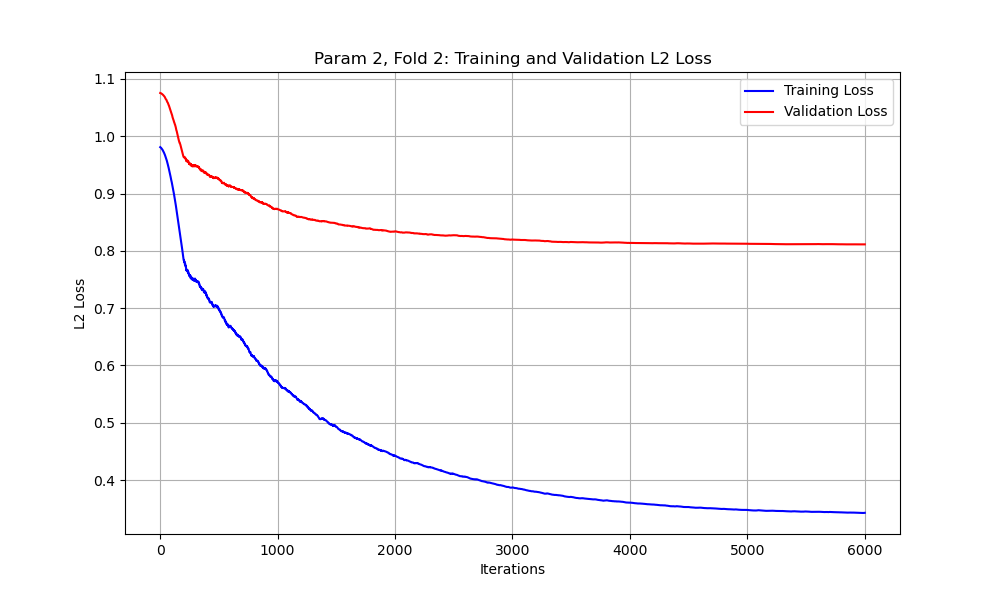 Param 2, Fold 2: Training and Validation L2 Loss
Training Loss
Validation Loss
L2 Loss
1.1
1.0
0.9
0.8
0.7
0.6
0.5
0.4
0 1000 2000 3000 4000 5000 6000
Iterations